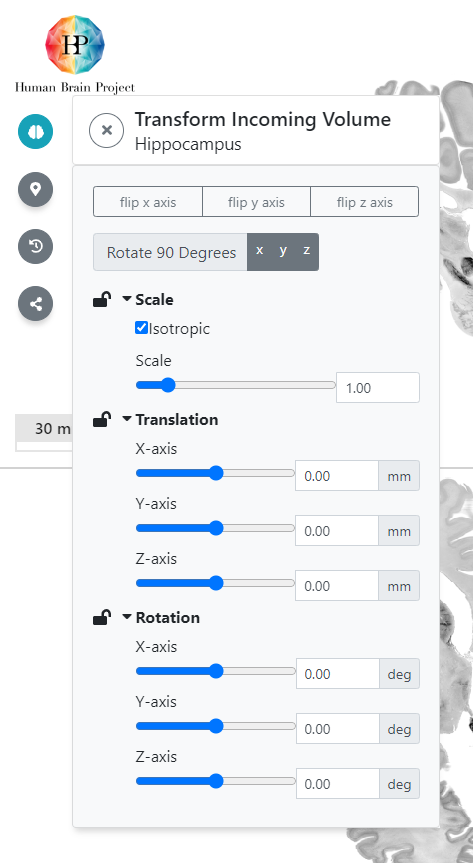 HP
Human Brain Project
Transform Incoming Volume
Hippocampus
flip x axis flip y axis flip z axis
Rotate 90 Degrees x y z
Scale
Isotropic
Scale
1.00
30 m
Translation
X-axis
0.00 mm
Y-axis
0.00 mm
Z-axis
0.00 mm
Rotation
X-axis
0.00 deg
Y-axis
0.00 deg
Z-axis
0.00 deg